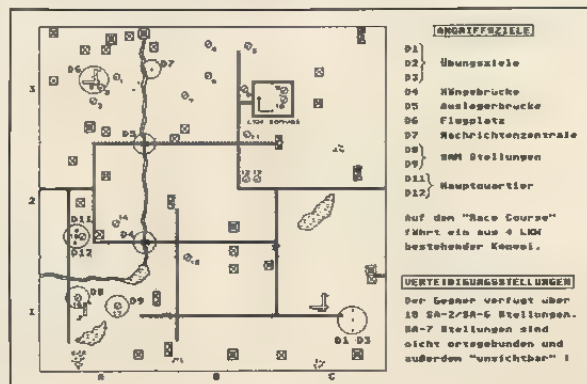 ANGRIFFSZIELE
D1
D2 Übungsziele
D3
D4 Hängebrücke
D5 Auslegerbrücke
D6 Flugplatz
D7 Nachrichtenzentrale
D8
D9 SAM Stellungen
D11
D12 Hauptquartier
Auf dem "Race Course"
fährt ein aus 4 LKW
bestehender Konvoi.
VERTEIDIGUNGSSTELLUNGEN
Der Gegner verfügt über
SA-2/SA-6 Stellungen.
SA-7 Stellungen sind
nicht ortsgebunden und
außerdem "unsichtbar" !
3
D6
D7
LKW Konvoi
D5
2
D11
D12
D4
D8
D9
1
D1-D3
A
B
C